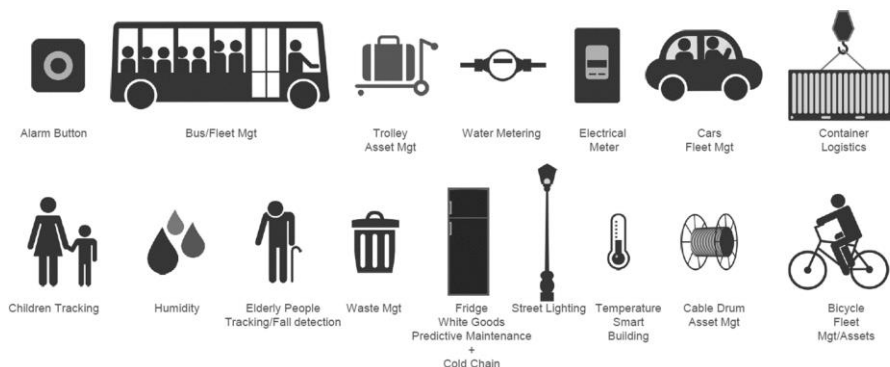 Alarm Button
Bus/Fleet Mgt
Trolley
Asset Mgt
Water Metering
Electrical
Meter
Cars
Fleet Mgt
Container
Logistics
Children Tracking
Humidity
Elderly People
Tracking/Fall detection
Waste Mgt
Fridge
White Goods
Predictive Maintenance
+
Cold Chain
Street Lighting
Temperature
Smart
Building
Cable Drum
Asset Mgt
Bicycle
Fleet
Mgt/Assets